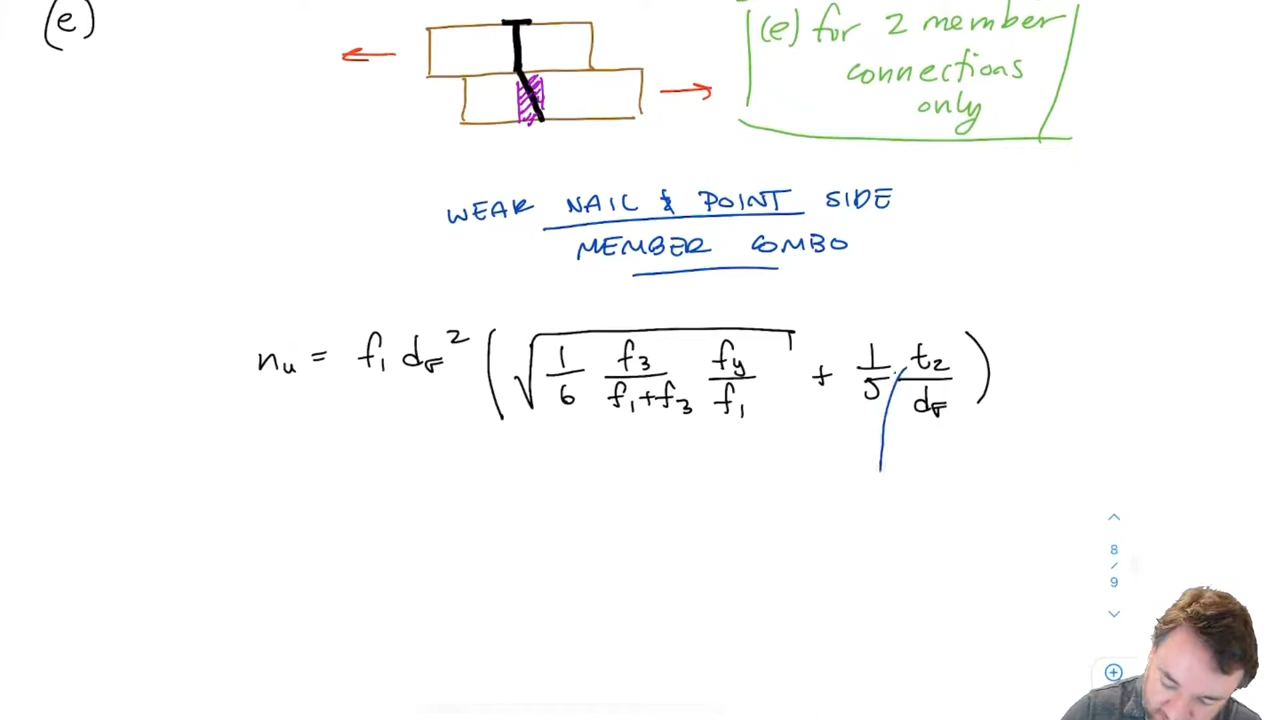 (e)
(e) for 2 member
connections
only
WEAR NAIL & POINT SIDE
MEMBER COMBO
nu = f1 dF² ( √(1/6 f3/(f1+f3) fy/f1) + 1/5 t2/dF )
8
/
9